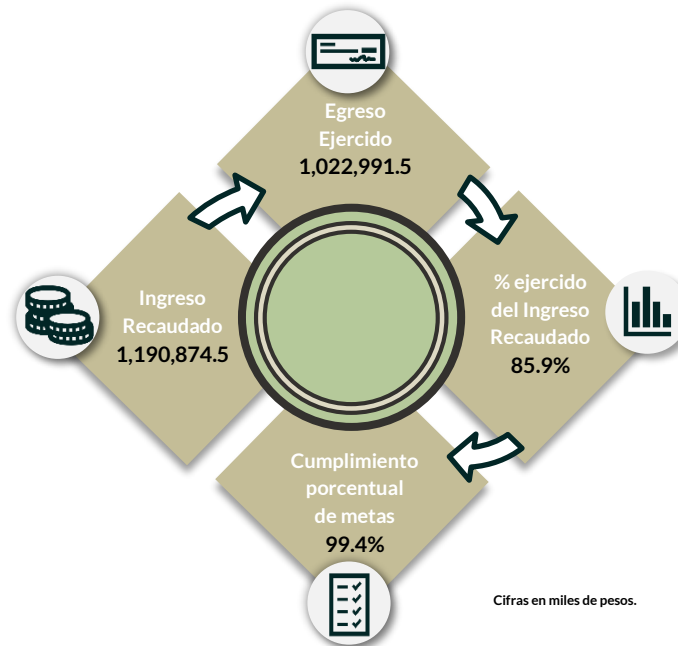 Egreso
Ejercido
1,022,991.5
Ingreso
Recaudado
1,190,874.5
% ejercido
del Ingreso
Recaudado
85.9%
Cumplimiento
porcentual
de metas
99.4%
Cifras en miles de pesos.